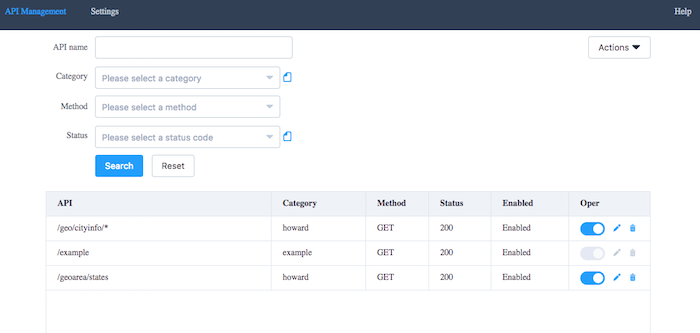 API Management Settings Help
API name
Actions
Category Please select a category
Method Please select a method
Status Please select a status code
Search Reset
API Category Method Status Enabled Oper
/geo/cityinfo/* howard GET 200 Enabled
/example example GET 200 Enabled
/geoarea/states howard GET 200 Enabled